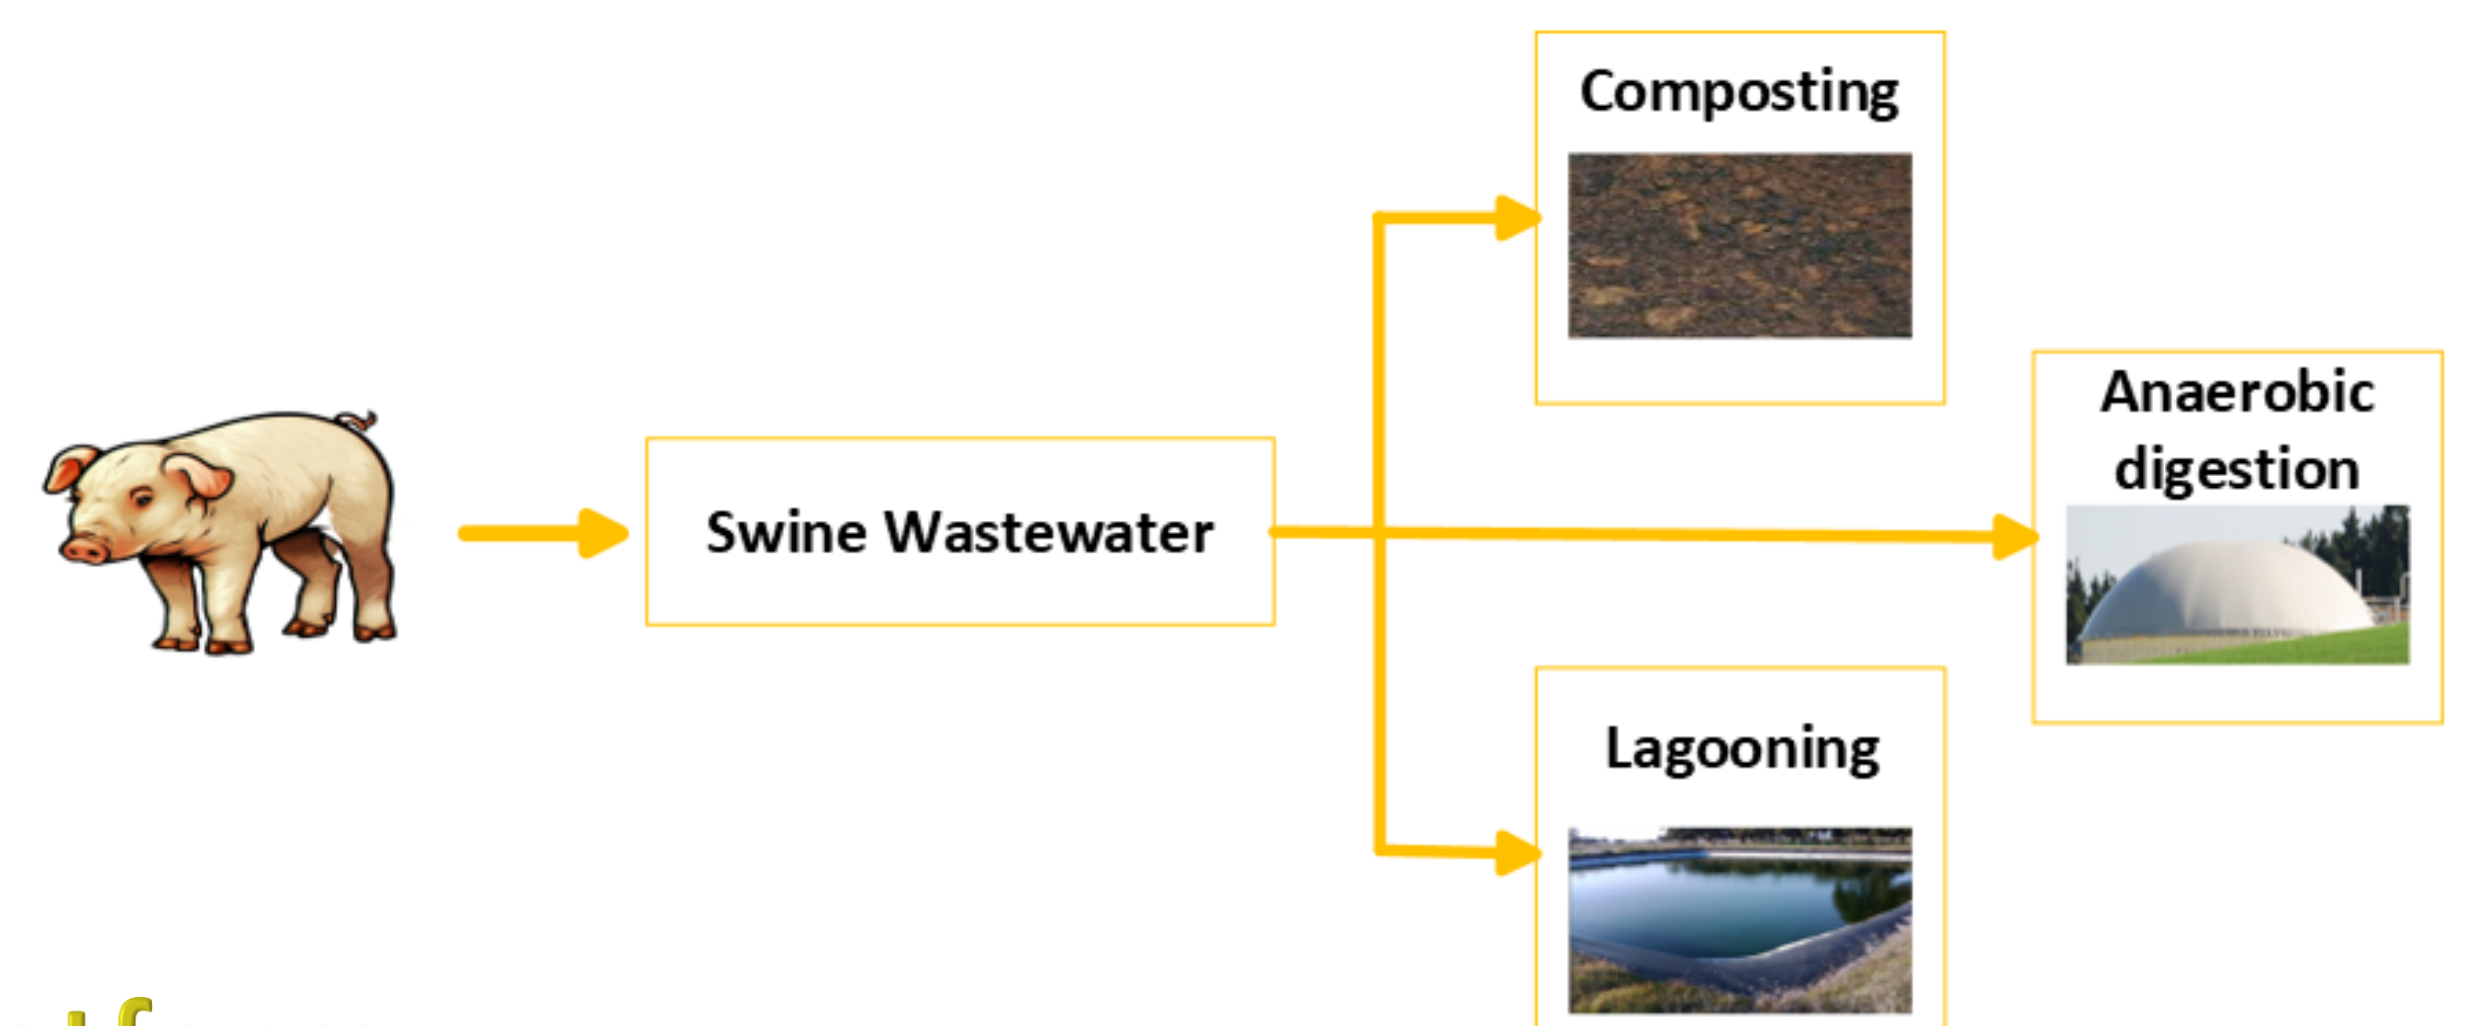 Composting
Anaerobic
digestion
Swine Wastewater
Lagooning